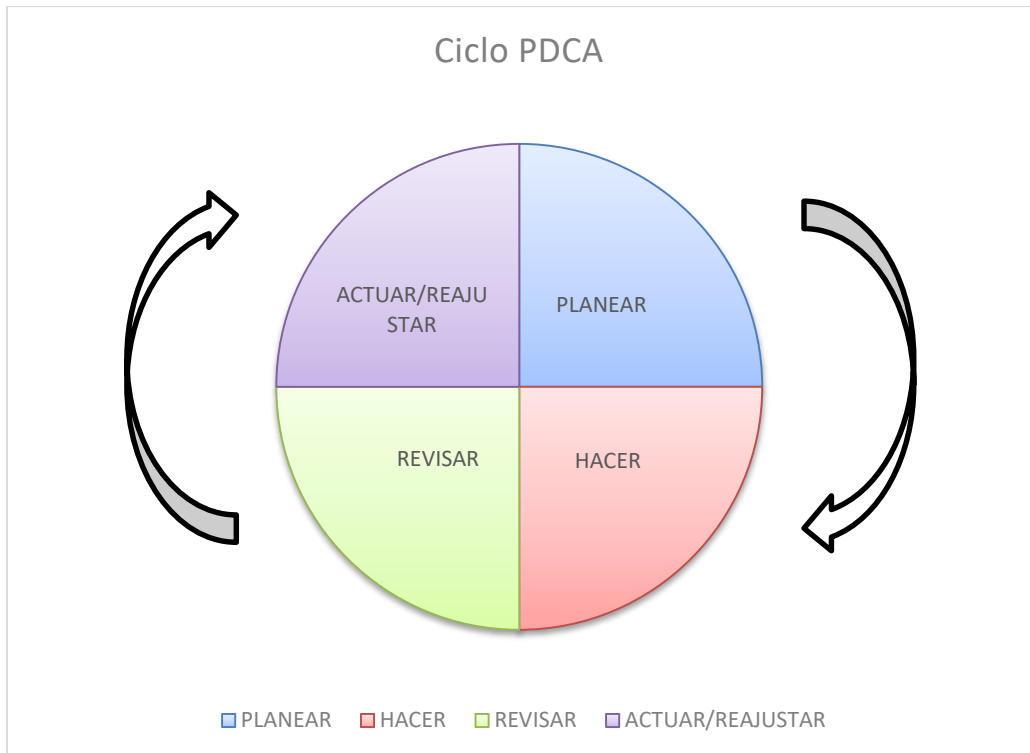 Ciclo PDCA
ACTUAR/REAJU
STAR
PLANEAR
REVISAR
HACER
PLANEAR HACER REVISAR ACTUAR/REAJUSTAR